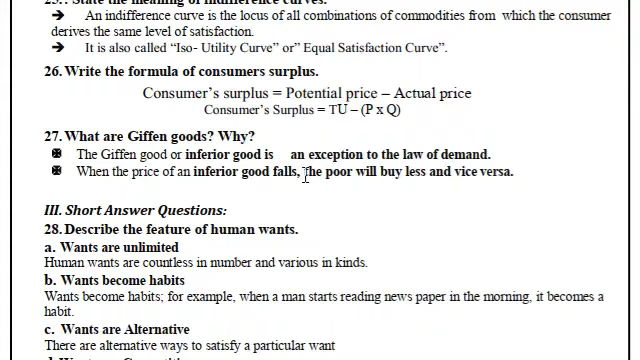 25. State the meaning of indifference curves.
➔ An indifference curve is the locus of all combinations of commodities from which the consumer
derives the same level of satisfaction.
➔ It is also called “Iso- Utility Curve” or” Equal Satisfaction Curve”.
26. Write the formula of consumers surplus.
Consumer’s surplus = Potential price – Actual price
Consumer’s Surplus = TU – (P x Q)
27. What are Giffen goods? Why?
The Giffen good or inferior good is an exception to the law of demand.
When the price of an inferior good falls, the poor will buy less and vice versa.
III. Short Answer Questions:
28. Describe the feature of human wants.
a. Wants are unlimited
Human wants are countless in number and various in kinds.
b. Wants become habits
Wants become habits; for example, when a man starts reading news paper in the morning, it becomes a
habit.
c. Wants are Alternative
There are alternative ways to satisfy a particular want